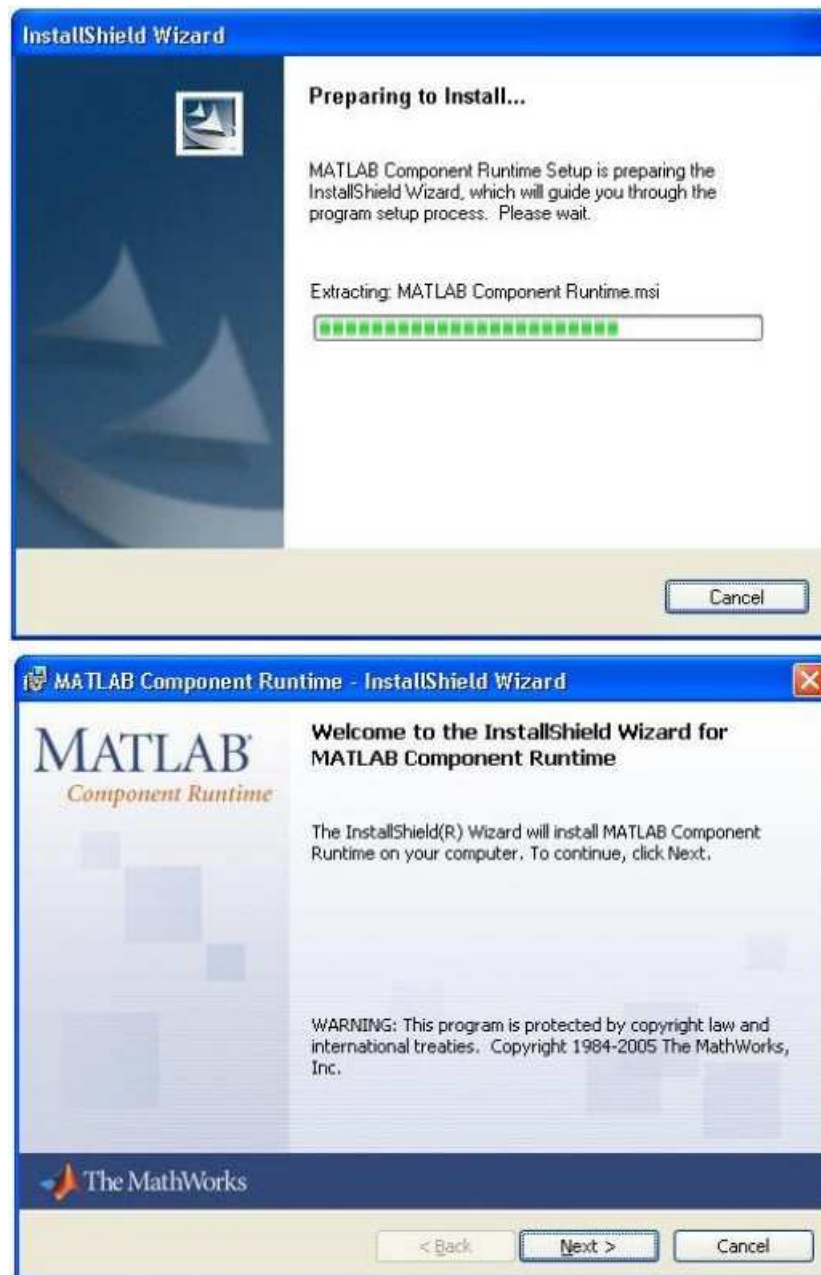 InstallShield Wizard
Preparing to Install...
MATLAB Component Runtime Setup is preparing the
InstallShield Wizard, which will guide you through the
program setup process. Please wait.
Extracting: MATLAB Component Runtime.msi
Cancel
MATLAB Component Runtime - InstallShield Wizard
MATLAB
Component Runtime
Welcome to the InstallShield Wizard for
MATLAB Component Runtime
The InstallShield(R) Wizard will install MATLAB Component
Runtime on your computer. To continue, click Next.
WARNING: This program is protected by copyright law and
international treaties. Copyright 1984-2005 The MathWorks,
Inc.
The MathWorks
< Back
Next >
Cancel